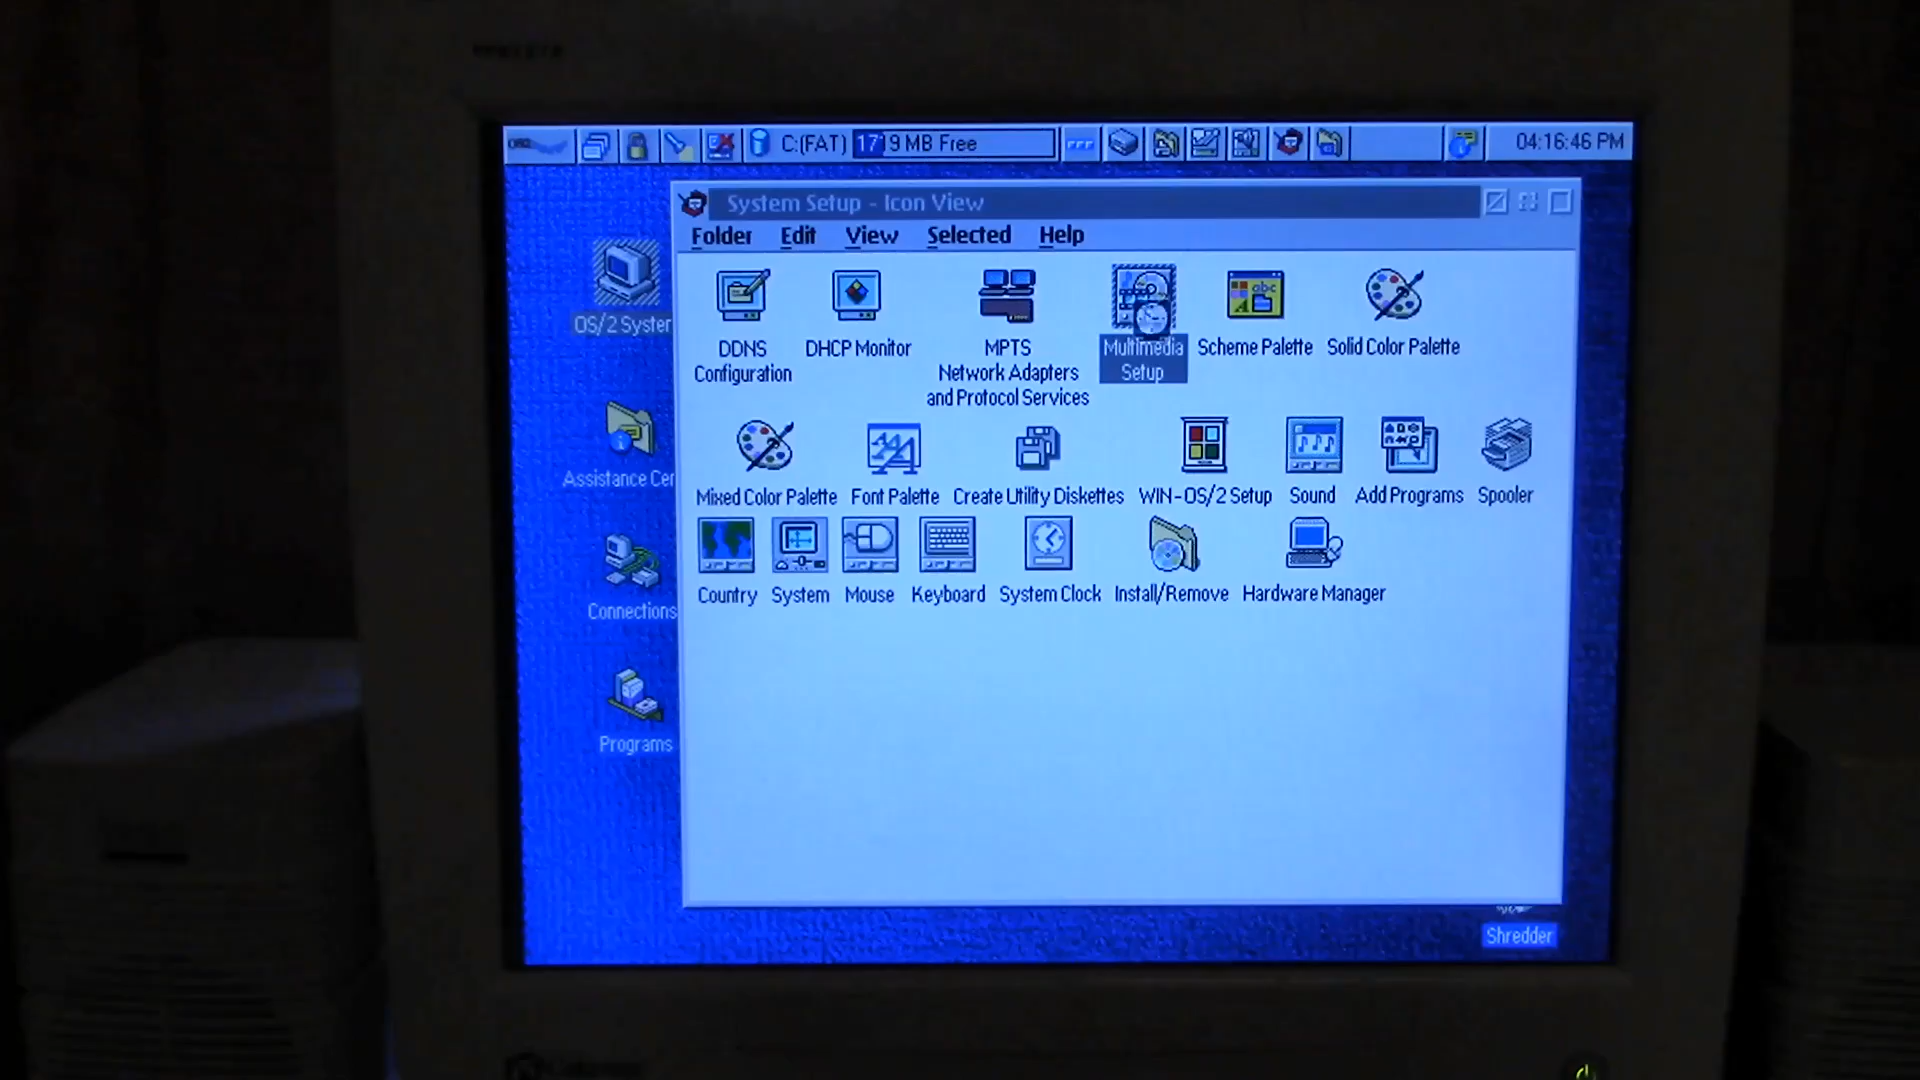 C:(FAT) 1719 MB Free
04:16:46 PM
System Setup - Icon View
Folder Edit View Selected Help
DDNS
Configuration
DHCP Monitor
MPTS
Network Adapters
and Protocol Services
Multimedia
Setup
Scheme Palette
Solid Color Palette
Mixed Color Palette
Font Palette
Create Utility Diskettes
WIN-OS/2 Setup
Sound
Add Programs
Spooler
Country
System
Mouse
Keyboard
System Clock
Install/Remove
Hardware Manager
OS/2 System
Assistance Cen
Connections
Programs
Shredder